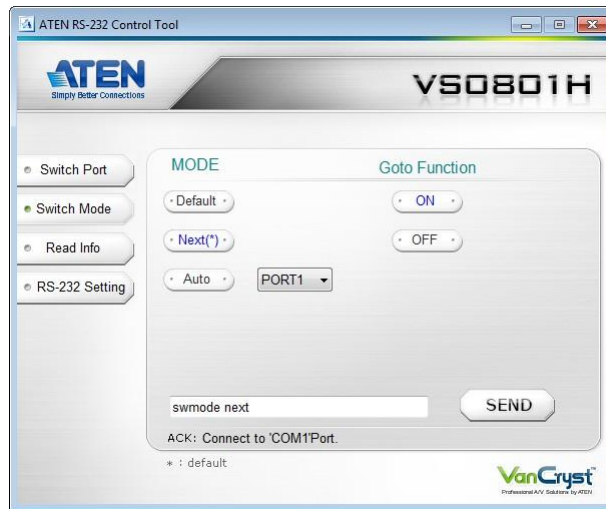 ATEN RS-232 Control Tool
ATEN
Simply Better Connections
VS0801H
Switch Port
Switch Mode
Read Info
RS-232 Setting
MODE
Goto Function
Default
ON
Next(*)
OFF
Auto
PORT1
swmode next
SEND
ACK: Connect to 'COM1'Port.
* : default
VanCryst™
Professional A/V Solutions by ATEN